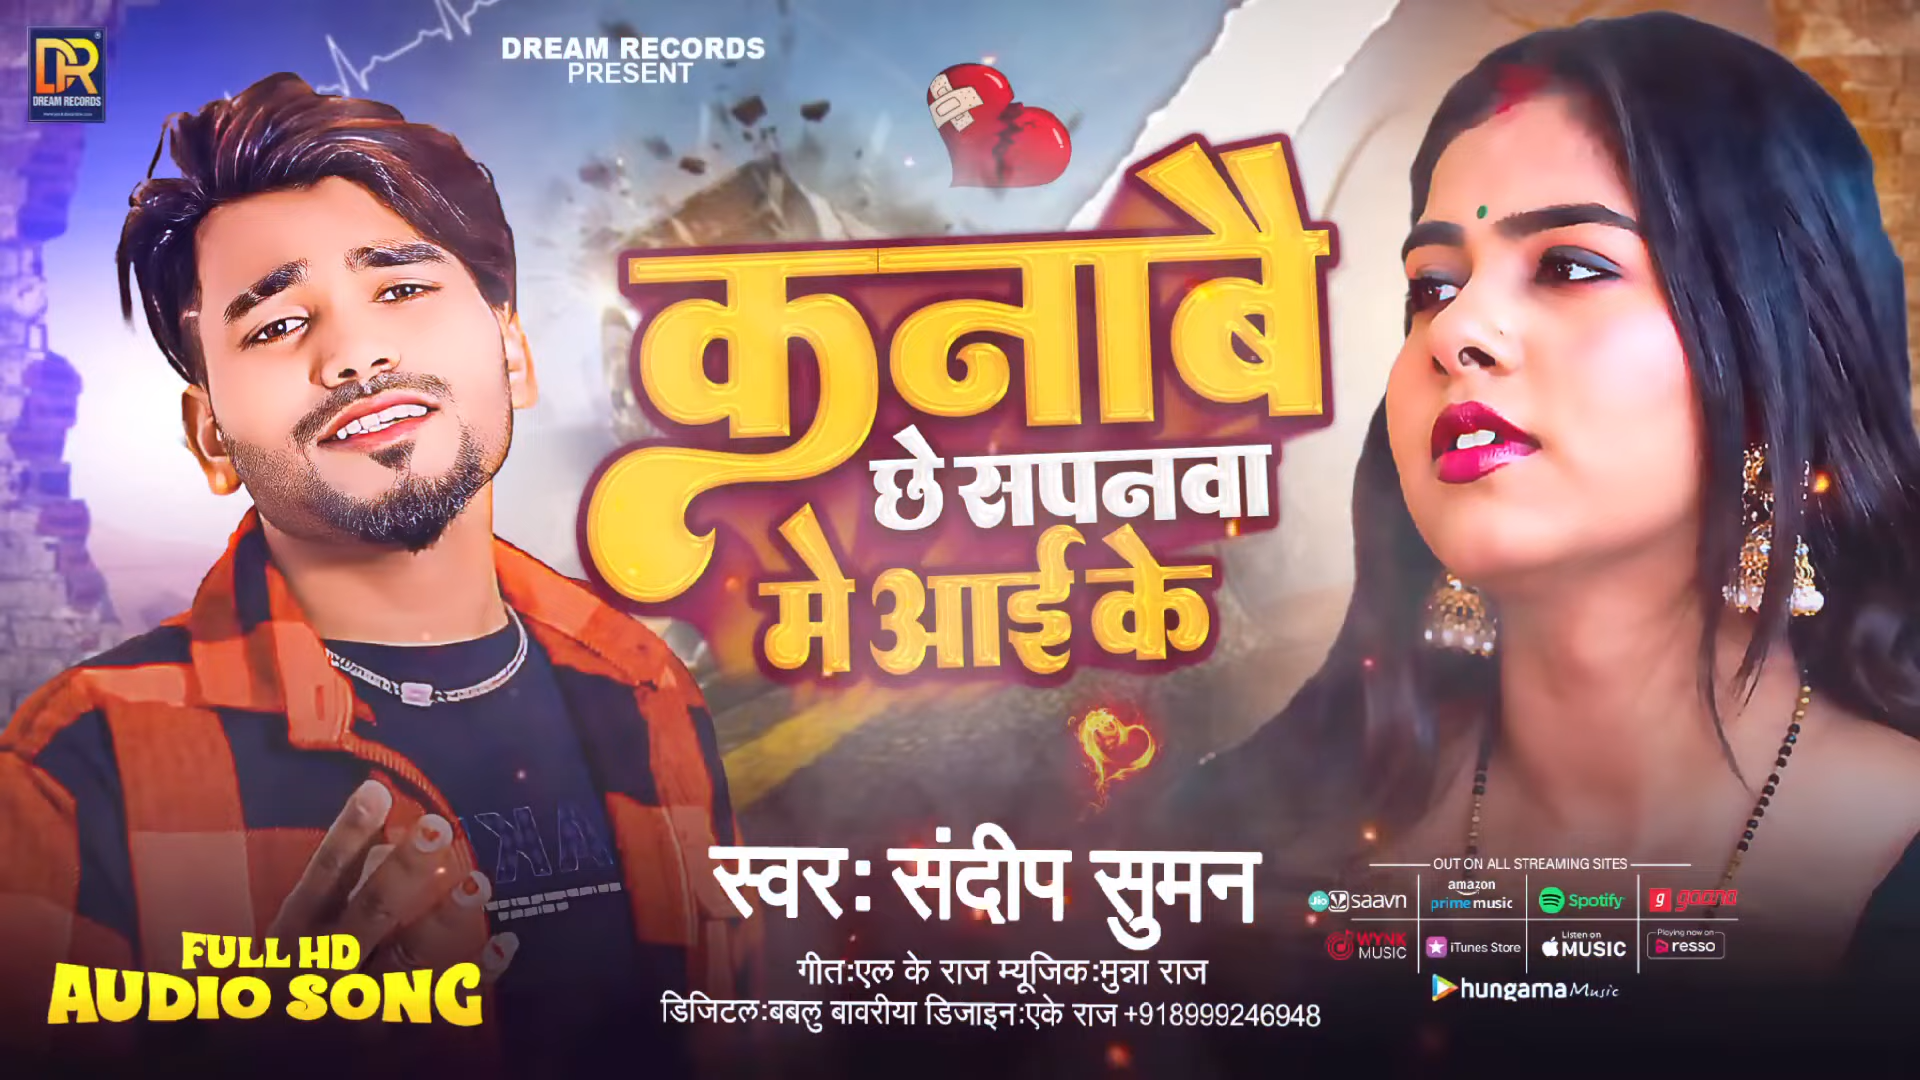 DR
DREAM RECORDS
DREAM RECORDS
PRESENT
कनाबै
छे सपनवा
मे आई के
स्वर: संदीप सुमन
गीत:एल के राज म्यूजिक:मुन्ना राज
डिजिटल:बबलु बावरीया डिजाइन:एके राज +918999246948
FULL HD
AUDIO SONG
OUT ON ALL STREAMING SITES
Jio saavn
amazon prime music
Spotify
g gaana
WYNK MUSIC
iTunes Store
Listen on MUSIC
Playing now on resso
hungama Music